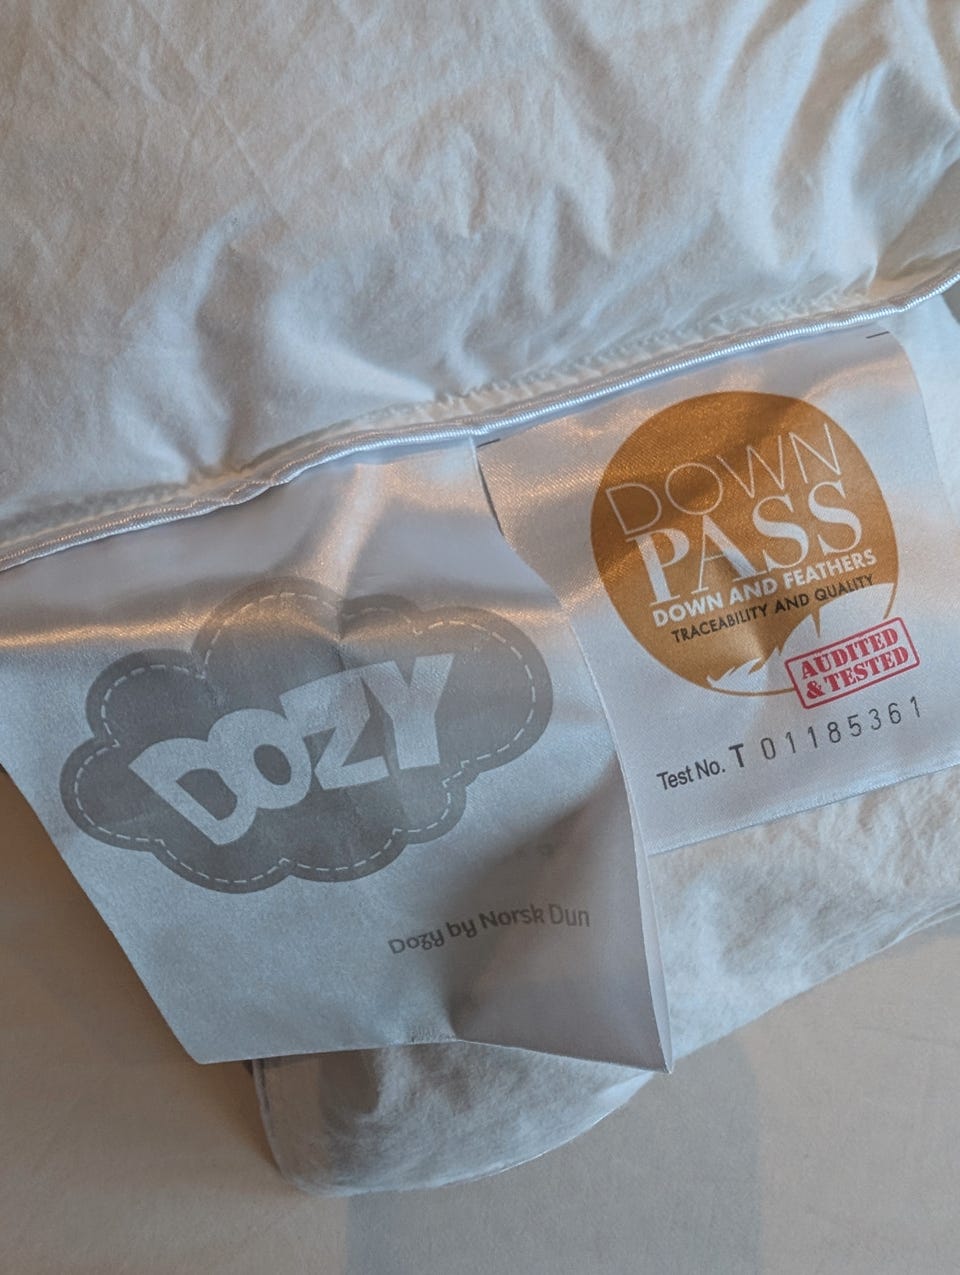 DOZY
Dozy by Norsk Dun
DOWN
PASS
DOWN AND FEATHERS
TRACEABILITY AND QUALITY
AUDITED
& TESTED
Test No. T 01185361